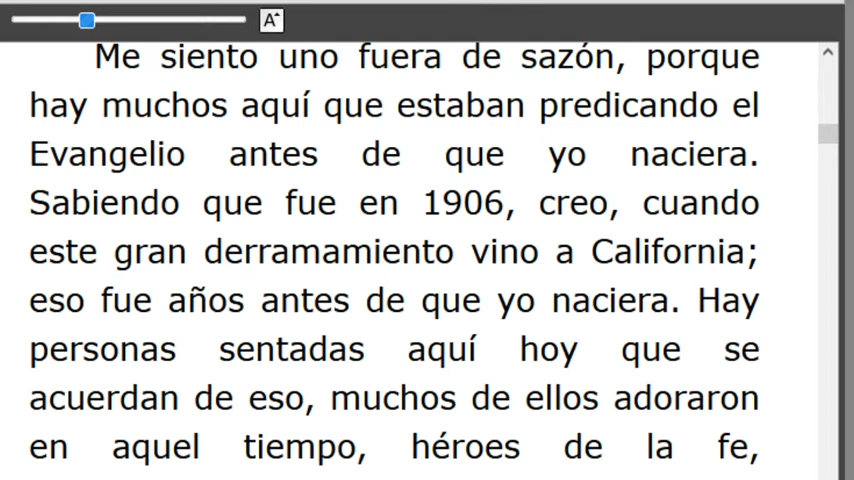 A
Me siento uno fuera de sazón, porque
hay muchos aquí que estaban predicando el
Evangelio antes de que yo naciera.
Sabiendo que fue en 1906, creo, cuando
este gran derramamiento vino a California;
eso fue años antes de que yo naciera. Hay
personas sentadas aquí hoy que se
acuerdan de eso, muchos de ellos adoraron
en aquel tiempo, héroes de la fe,